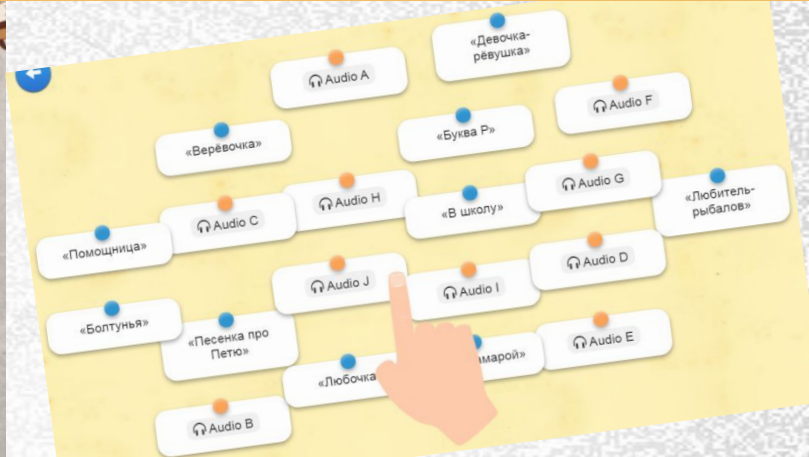 «Девочка-
рёвушка»
Audio A
Audio F
«Буква Р»
«Верёвочка»
Audio G
«Любитель-
рыбалов»
Audio H
«В школу»
Audio C
«Помощница»
Audio D
Audio J
Audio I
«Болтунья»
«Песенка про
Петю»
Audio E
«Любочка
Audio B